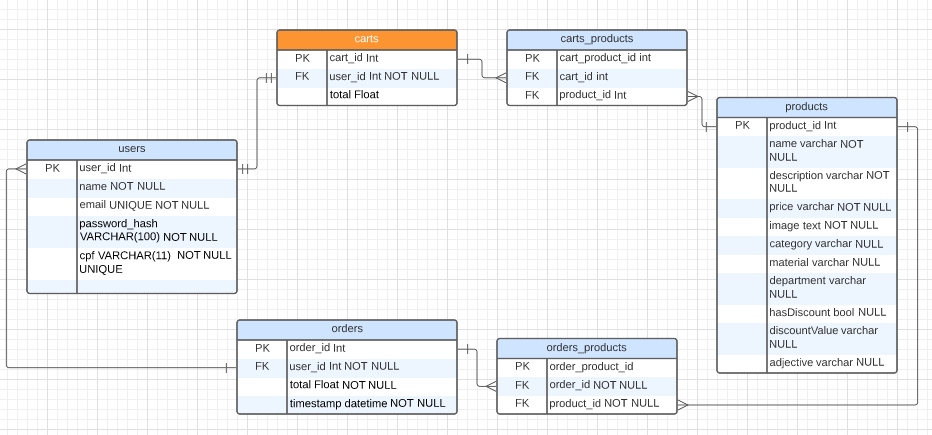 carts
PK cart_id Int
FK user_id Int NOT NULL
total Float
carts_products
PK cart_product_id int
FK cart_id int
FK product_id Int
products
PK product_id Int
name varchar NOT
NULL
description varchar NOT
NULL
price varchar NOT NULL
image text NOT NULL
category varchar NULL
material varchar NULL
department varchar
NULL
hasDiscount bool NULL
discountValue varchar
NULL
adjective varchar NULL
users
PK user_id Int
name NOT NULL
email UNIQUE NOT NULL
password_hash
VARCHAR(100) NOT NULL
cpf VARCHAR(11) NOT NULL
UNIQUE
orders
PK order_id Int
FK user_id Int NOT NULL
total Float NOT NULL
timestamp datetime NOT NULL
orders_products
PK order_product_id
FK order_id NOT NULL
FK product_id NOT NULL